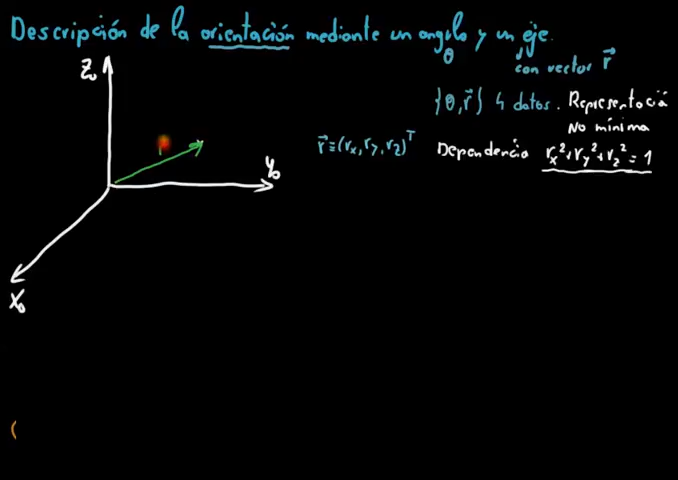 Descripción de la orientación mediante un angulo y un eje.
θ
con vector r⃗
{θ, r⃗} 4 datos. Representació
No mínima
r⃗ ≡ (rx, ry, rz)ᵀ Dependencia rx² + ry² + rz² = 1
Z₀
Y₀
X₀